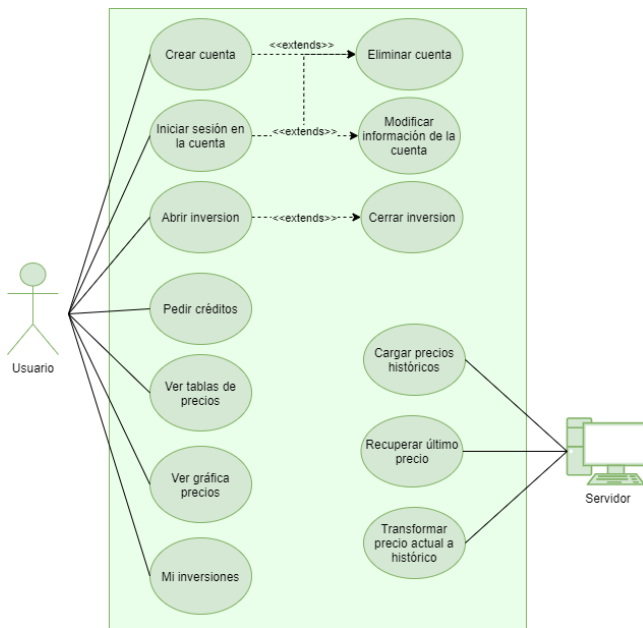 Crear cuenta
<<extends>>
Eliminar cuenta
Iniciar sesión en
la cuenta
<<extends>>
Modificar
información de la
cuenta
Abrir inversion
<<extends>>
Cerrar inversion
Usuario
Pedir créditos
Cargar precios
históricos
Ver tablas de
precios
Recuperar último
precio
Ver gráfica
precios
Servidor
Transformar
precio actual a
histórico
Mi inversiones